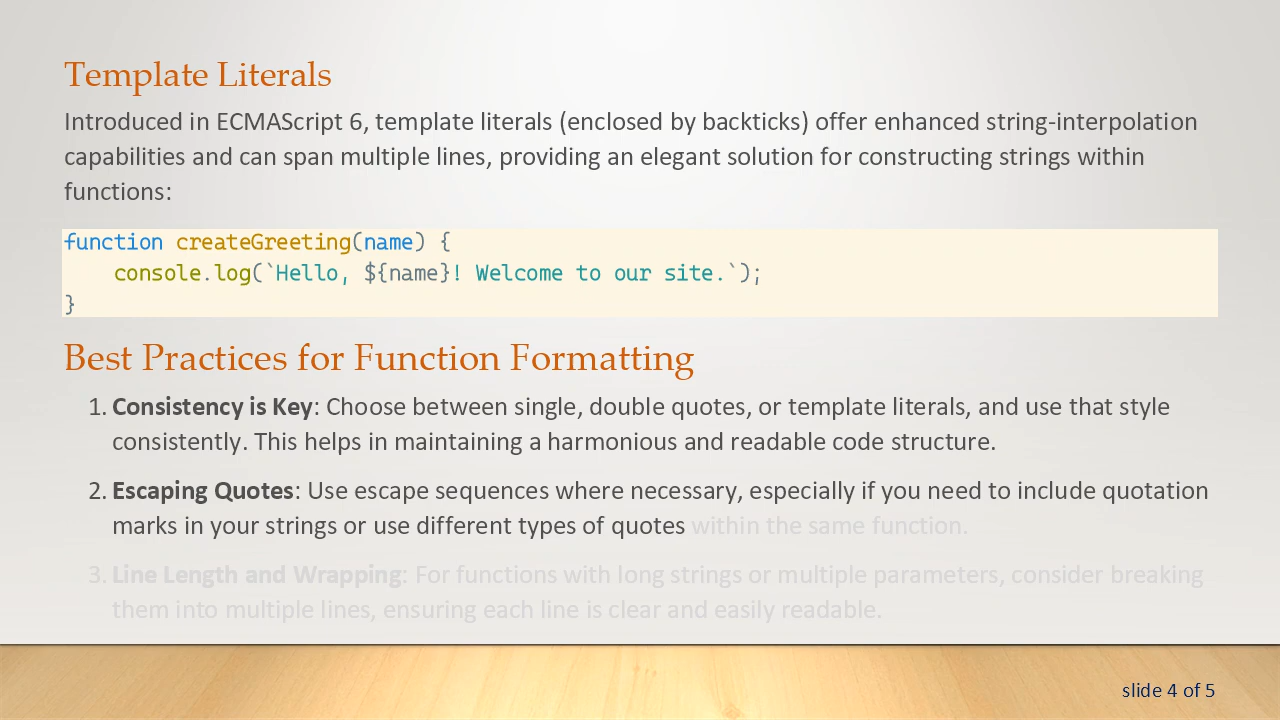 Template Literals
Introduced in ECMAScript 6, template literals (enclosed by backticks) offer enhanced string-interpolation
capabilities and can span multiple lines, providing an elegant solution for constructing strings within
functions:
function createGreeting(name) {
    console.log(`Hello, ${name}! Welcome to our site.`);
}
Best Practices for Function Formatting
1. Consistency is Key: Choose between single, double quotes, or template literals, and use that style
consistently. This helps in maintaining a harmonious and readable code structure.
2. Escaping Quotes: Use escape sequences where necessary, especially if you need to include quotation
marks in your strings or use different types of quotes within the same function.
3. Line Length and Wrapping: For functions with long strings or multiple parameters, consider breaking
them into multiple lines, ensuring each line is clear and easily readable.
slide 4 of 5